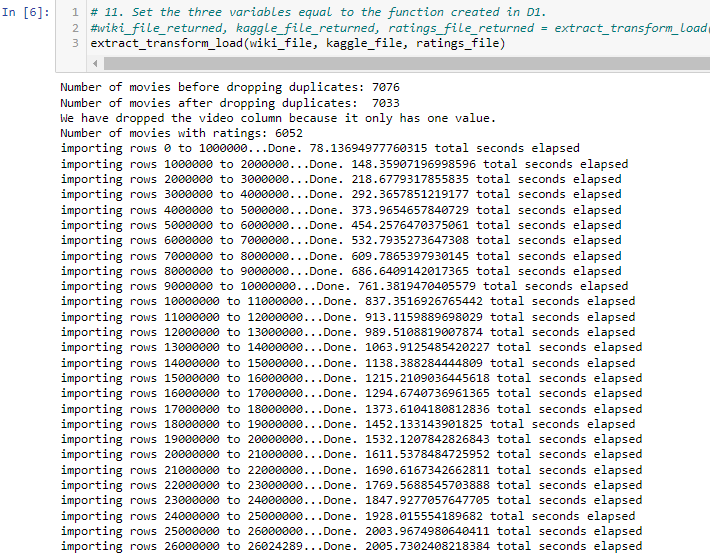 In [6]:
1 # 11. Set the three variables equal to the function created in D1.
2 #wiki_file_returned, kaggle_file_returned, ratings_file_returned = extract_transform_load(
3 extract_transform_load(wiki_file, kaggle_file, ratings_file)
Number of movies before dropping duplicates: 7076
Number of movies after dropping duplicates: 7033
We have dropped the video column because it only has one value.
Number of movies with ratings: 6052
importing rows 0 to 1000000...Done. 78.13694977760315 total seconds elapsed
importing rows 1000000 to 2000000...Done. 148.35907196998596 total seconds elapsed
importing rows 2000000 to 3000000...Done. 218.6779317855835 total seconds elapsed
importing rows 3000000 to 4000000...Done. 292.3657851219177 total seconds elapsed
importing rows 4000000 to 5000000...Done. 373.9654657840729 total seconds elapsed
importing rows 5000000 to 6000000...Done. 454.2576470375061 total seconds elapsed
importing rows 6000000 to 7000000...Done. 532.7935273647308 total seconds elapsed
importing rows 7000000 to 8000000...Done. 609.7865397930145 total seconds elapsed
importing rows 8000000 to 9000000...Done. 686.6409142017365 total seconds elapsed
importing rows 9000000 to 10000000...Done. 761.3819470405579 total seconds elapsed
importing rows 10000000 to 11000000...Done. 837.3516926765442 total seconds elapsed
importing rows 11000000 to 12000000...Done. 913.1159889698029 total seconds elapsed
importing rows 12000000 to 13000000...Done. 989.5108819007874 total seconds elapsed
importing rows 13000000 to 14000000...Done. 1063.9125485420227 total seconds elapsed
importing rows 14000000 to 15000000...Done. 1138.388284444809 total seconds elapsed
importing rows 15000000 to 16000000...Done. 1215.2109036445618 total seconds elapsed
importing rows 16000000 to 17000000...Done. 1294.6740736961365 total seconds elapsed
importing rows 17000000 to 18000000...Done. 1373.6104180812836 total seconds elapsed
importing rows 18000000 to 19000000...Done. 1452.133143901825 total seconds elapsed
importing rows 19000000 to 20000000...Done. 1532.1207842826843 total seconds elapsed
importing rows 20000000 to 21000000...Done. 1611.5378484725952 total seconds elapsed
importing rows 21000000 to 22000000...Done. 1690.6167342662811 total seconds elapsed
importing rows 22000000 to 23000000...Done. 1769.5688545703888 total seconds elapsed
importing rows 23000000 to 24000000...Done. 1847.9277057647705 total seconds elapsed
importing rows 24000000 to 25000000...Done. 1928.015554189682 total seconds elapsed
importing rows 25000000 to 26000000...Done. 2003.9674980640411 total seconds elapsed
importing rows 26000000 to 26024289...Done. 2005.7302408218384 total seconds elapsed